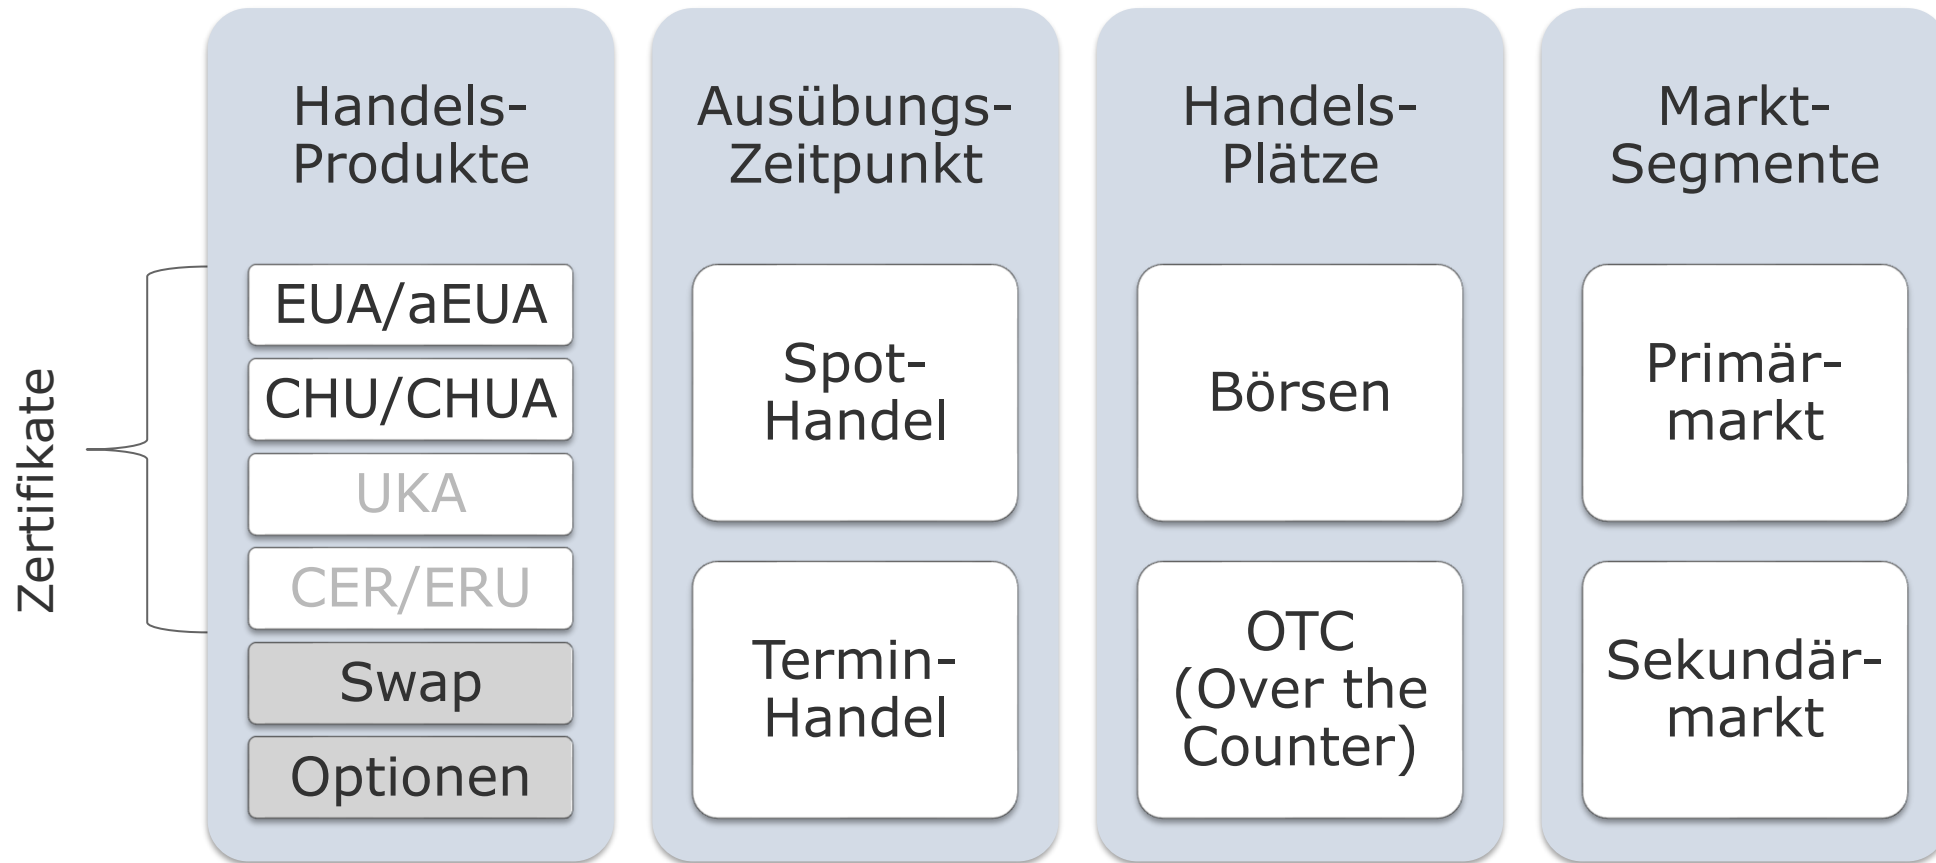 Zertifikate
Handels-
Produkte
EUA/aEUA
CHU/CHUA
UKA
CER/ERU
Swap
Optionen
Ausübungs-
Zeitpunkt
Spot-
Handel
Termin-
Handel
Handels-
Plätze
Börsen
OTC
(Over the
Counter)
Markt-
Segmente
Primär-
markt
Sekundär-
markt